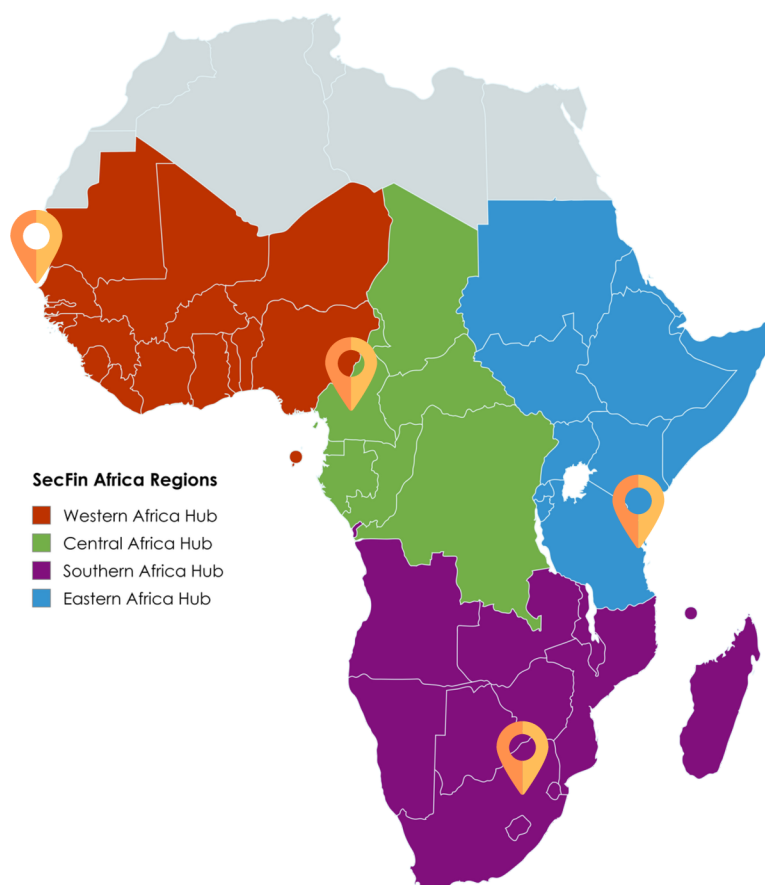 SecFin Africa Regions
Western Africa Hub
Central Africa Hub
Southern Africa Hub
Eastern Africa Hub